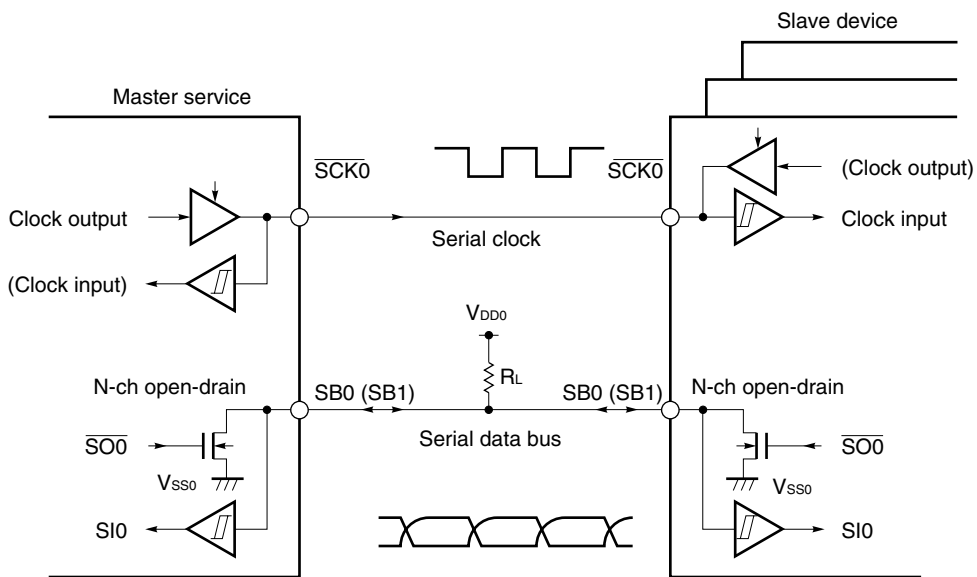 Slave device
Master service
SCK0
SCK0
(Clock output)
Clock output
Clock input
Serial clock
(Clock input)
VDD0
RL
N-ch open-drain
SB0 (SB1)
SB0 (SB1)
N-ch open-drain
Serial data bus
SO0
SO0
VSS0
VSS0
SI0
SI0